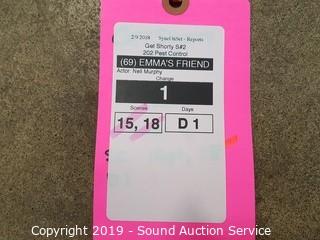 2/9 2018 SyncOnSet - Reports
Get Shorty S#2
202 Pest Control
(69) EMMA'S FRIEND
Actor: Neil Murphy
Change
1
Scenes Days
15, 18 D 1
Copyright 2019 - Sound Auction Service